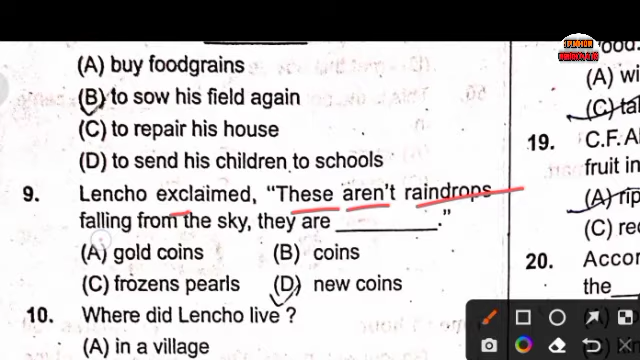 (A) buy foodgrains
(B) to sow his field again
(C) to repair his house
(D) to send his children to schools
9. Lencho exclaimed, "These aren't raindrops
falling from the sky, they are ________."
(A) gold coins (B) coins
(C) frozens pearls (D) new coins
10. Where did Lencho live ?
(A) in a village
food.
(A) wi
(C) tal
19. C.F. A
fruit in
(A) rip
(C) rec
20. Accor
the